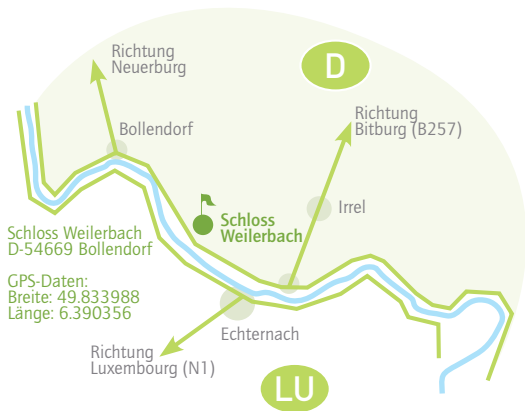 Richtung
Neuerburg
D
Richtung
Bitburg (B257)
Bollendorf
Irrel
Schloss
Weilerbach
Schloss Weilerbach
D-54669 Bollendorf
GPS-Daten:
Breite: 49.833988
Länge: 6.390356
Echternach
Richtung
Luxembourg (N1)
LU